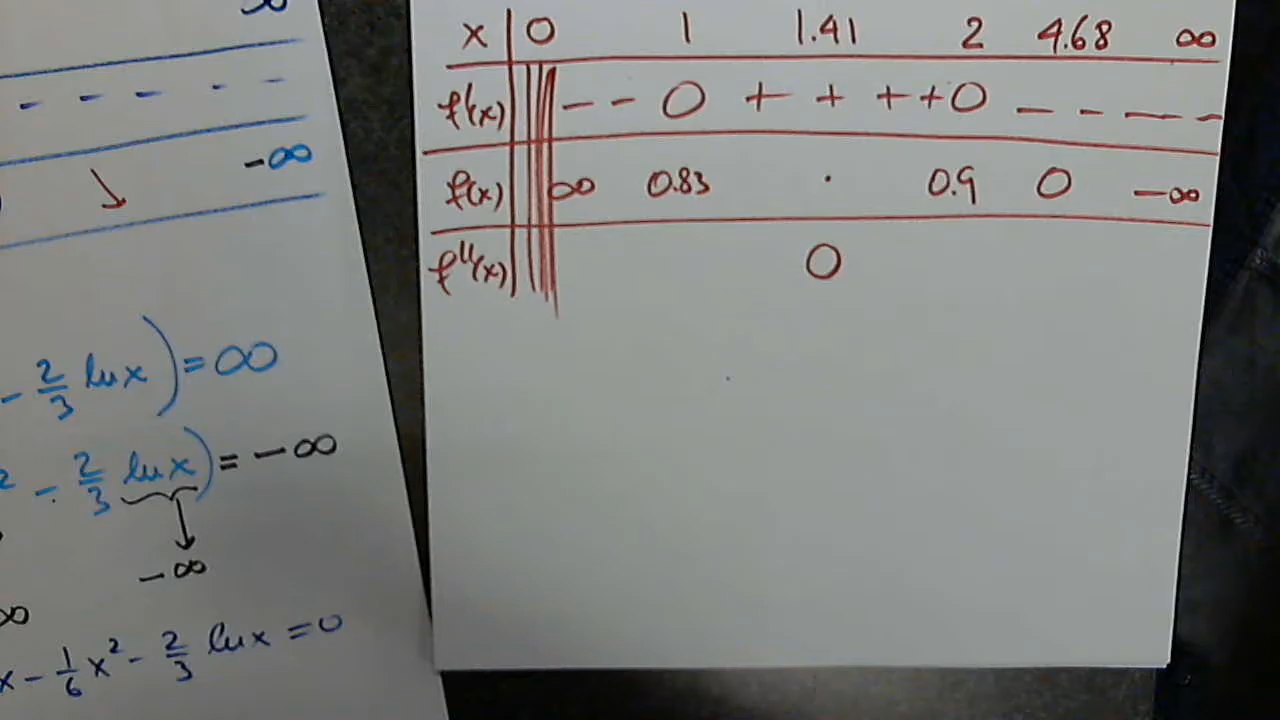 ∞
- - - - -
↘ -∞
- 2/3 ln x) = ∞
2 - 2/3 ln x) = -∞
↓
-∞
∞
x - 1/6 x² - 2/3 ln x = 0
x | 0 1 1.41 2 4.68 ∞
f'(x) - - 0 + + + + 0 - - - -
f(x) ∞ 0.83 · 0.9 0 -∞
f''(x) 0